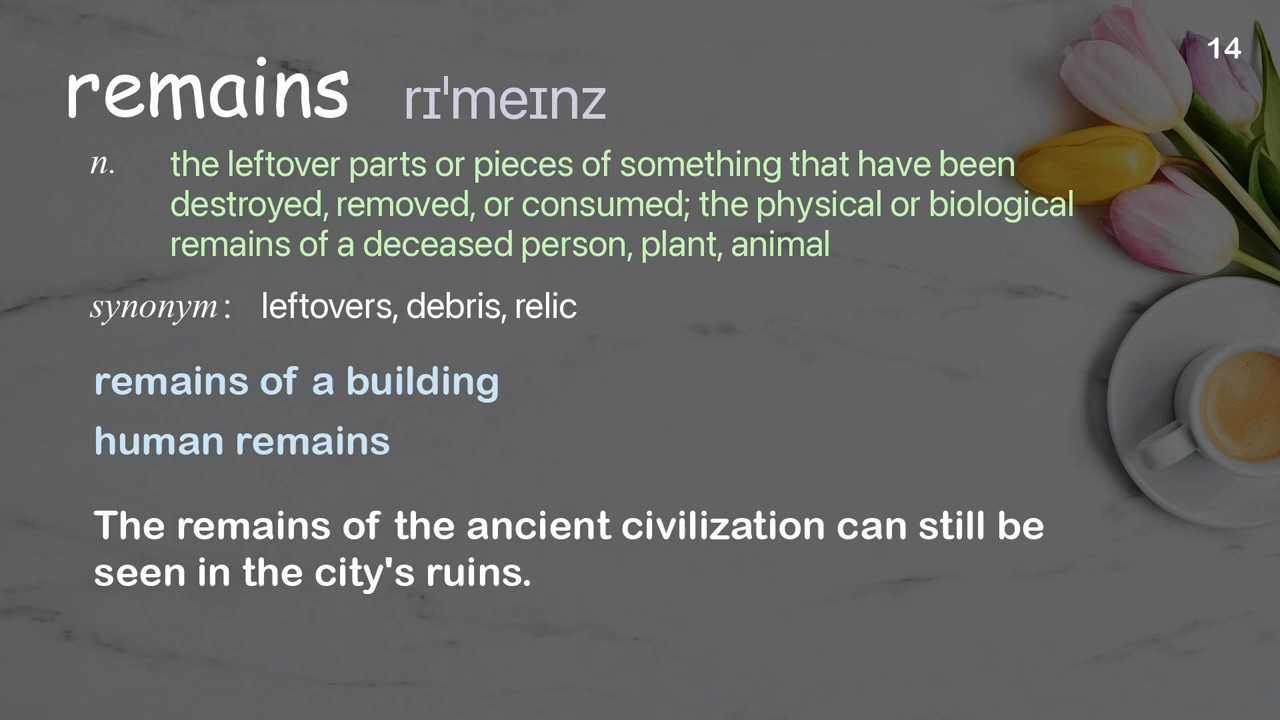 14
remains rɪˈmeɪnz
n. the leftover parts or pieces of something that have been
destroyed, removed, or consumed; the physical or biological
remains of a deceased person, plant, animal
synonym: leftovers, debris, relic
remains of a building
human remains
The remains of the ancient civilization can still be
seen in the city's ruins.